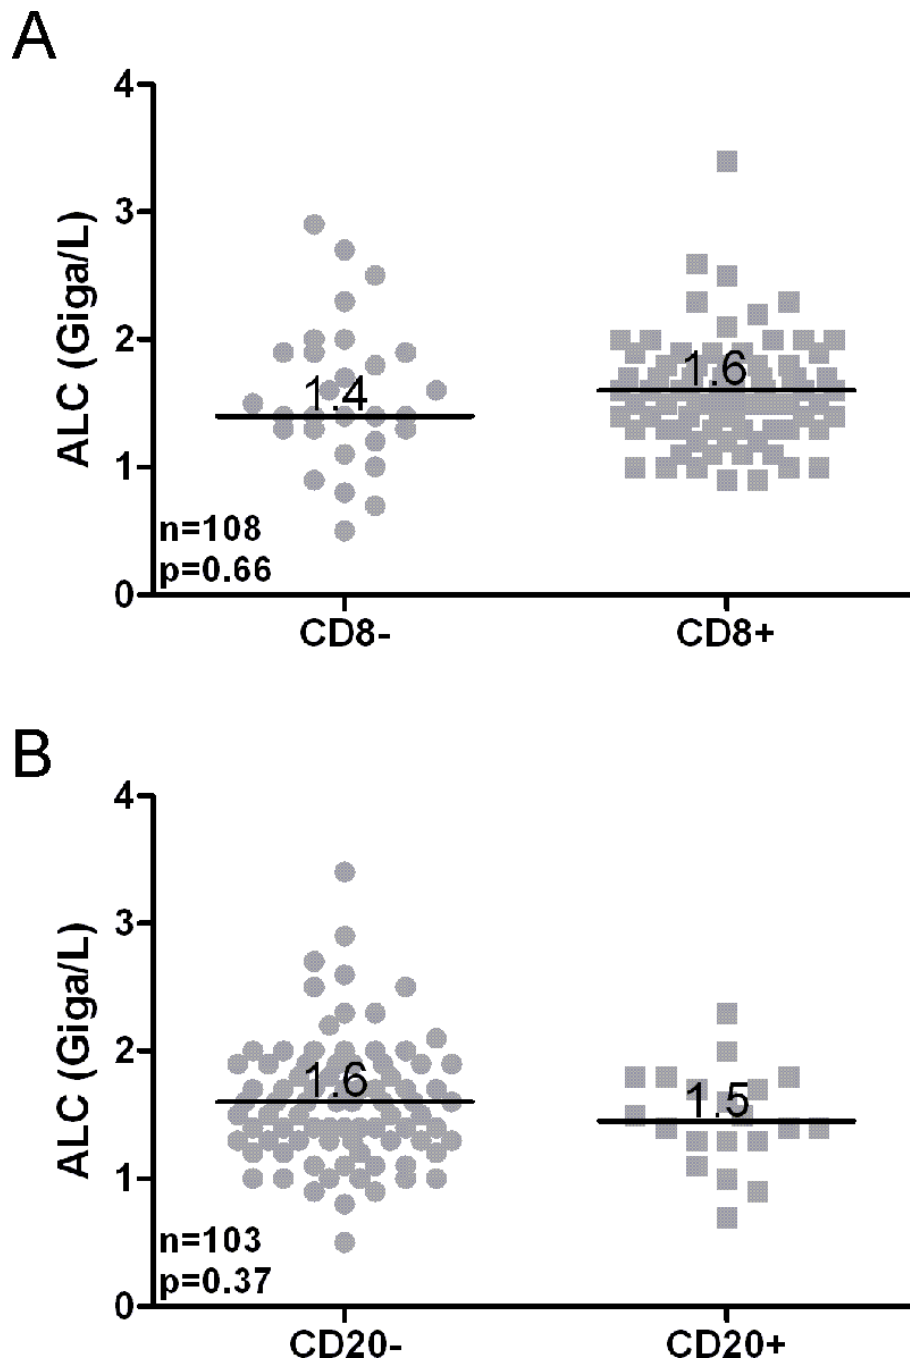 A
4
3
2
1
0
ALC (Giga/L)
1.4
1.6
n=108
p=0.66
CD8-
CD8+
B
4
3
2
1
0
ALC (Giga/L)
1.6
1.5
n=103
p=0.37
CD20-
CD20+